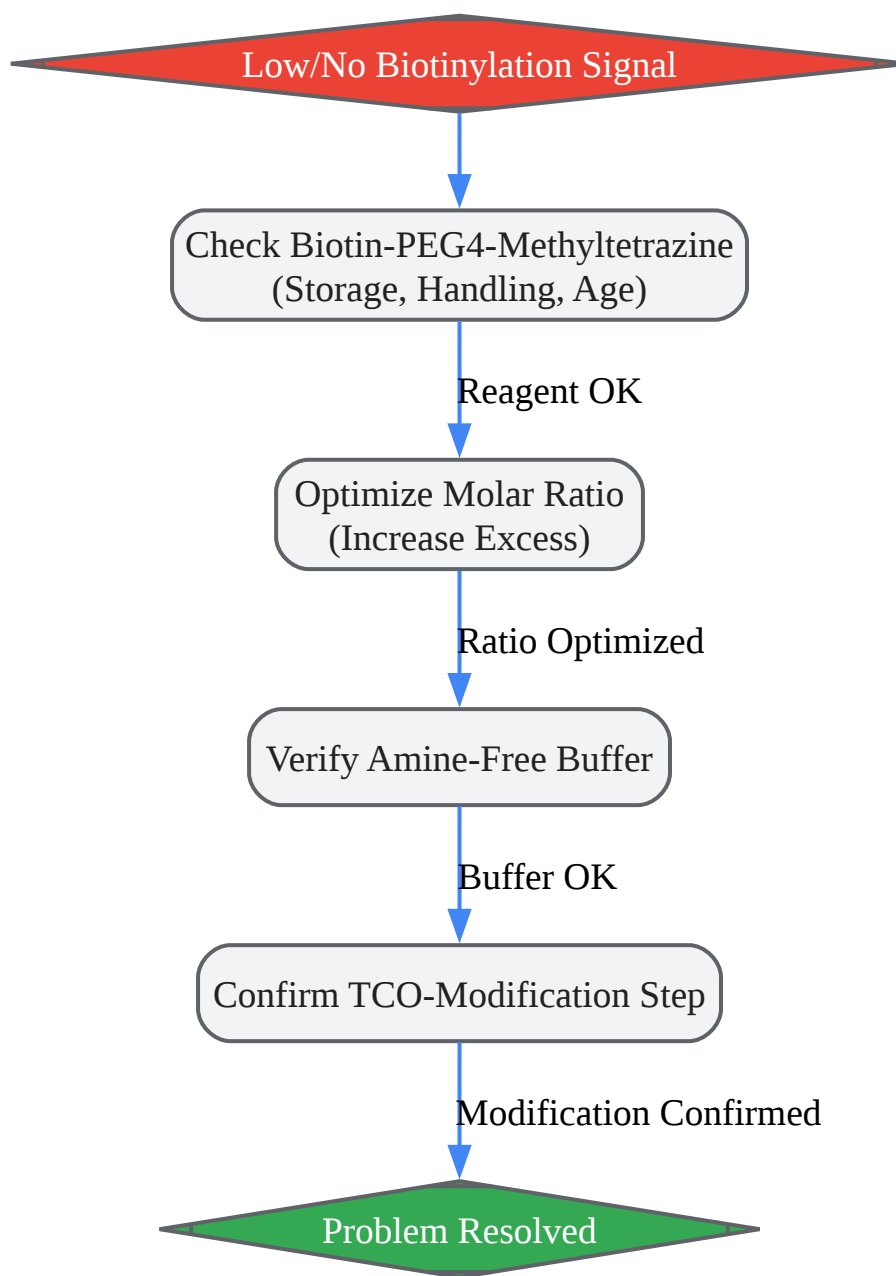 Low/No Biotinylation Signal
Check Biotin-PEG4-Methyltetrazine
(Storage, Handling, Age)
Reagent OK
Optimize Molar Ratio
(Increase Excess)
Ratio Optimized
Verify Amine-Free Buffer
Buffer OK
Confirm TCO-Modification Step
Modification Confirmed
Problem Resolved